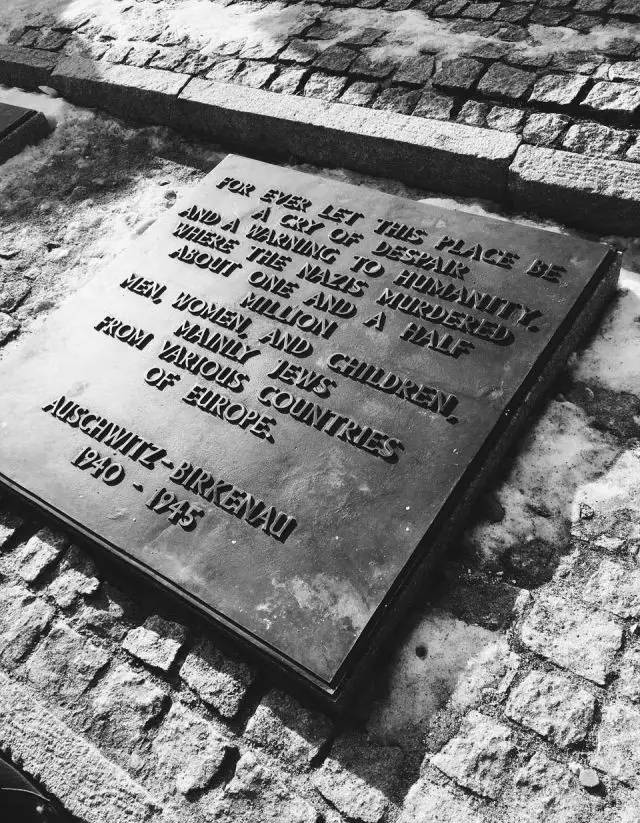 FOR EVER LET THIS PLACE BE
A CRY OF DESPAIR
AND A WARNING TO HUMANITY,
WHERE THE NAZIS MURDERED
ABOUT ONE AND A HALF
MILLION
MEN, WOMEN, AND CHILDREN,
MAINLY JEWS
FROM VARIOUS COUNTRIES
OF EUROPE.
AUSCHWITZ-BIRKENAU
1940 - 1945